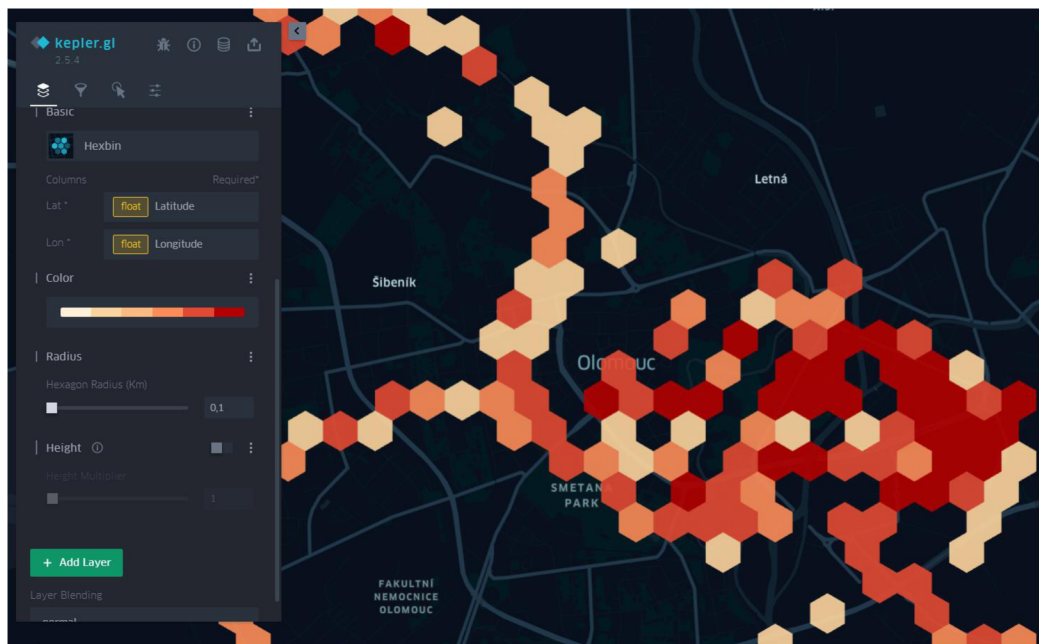 kepler.gl
2.5.4
Basic
Hexbin
Columns Required*
Lat * float Latitude
Lon * float Longitude
Color
Radius
Hexagon Radius (Km)
0,1
Height
Height Multiplier
1
+ Add Layer
Layer Blending
normal
Letná
Šibeník
Olomouc
SMETANA
PARK
FAKULTNÍ
NEMOCNICE
OLOMOUC